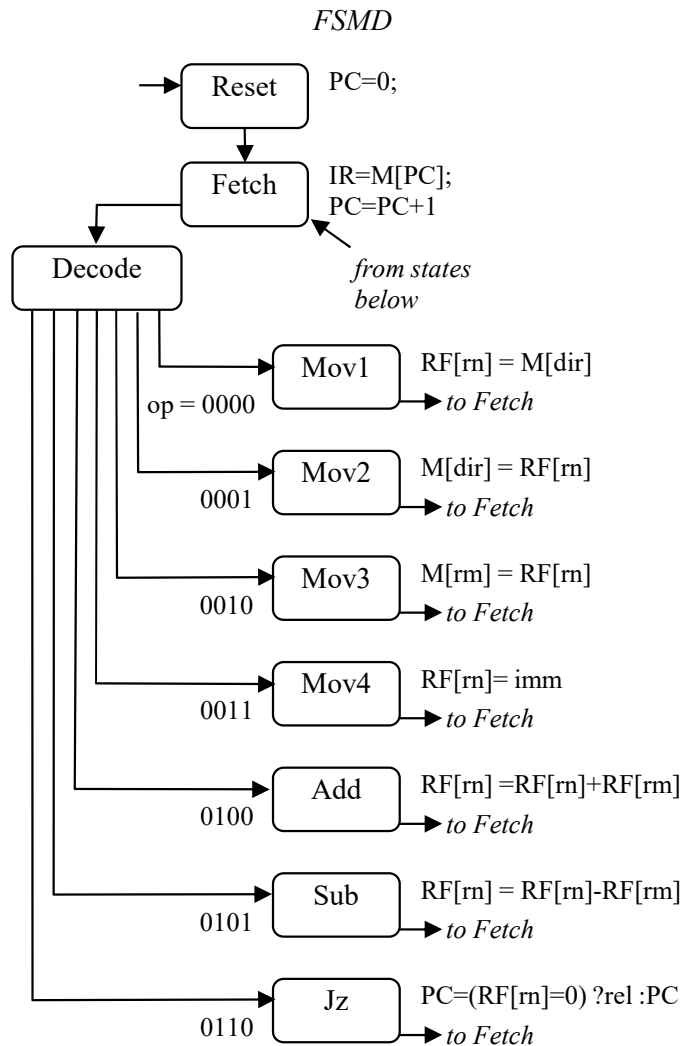 FSMD
Reset
PC=0;
Fetch
IR=M[PC];
PC=PC+1
Decode
from states
below
Mov1
RF[rn] = M[dir]
op = 0000
to Fetch
Mov2
M[dir] = RF[rn]
0001
to Fetch
Mov3
M[rm] = RF[rn]
0010
to Fetch
Mov4
RF[rn]= imm
0011
to Fetch
Add
RF[rn] =RF[rn]+RF[rm]
0100
to Fetch
Sub
RF[rn] = RF[rn]-RF[rm]
0101
to Fetch
Jz
PC=(RF[rn]=0) ?rel :PC
0110
to Fetch